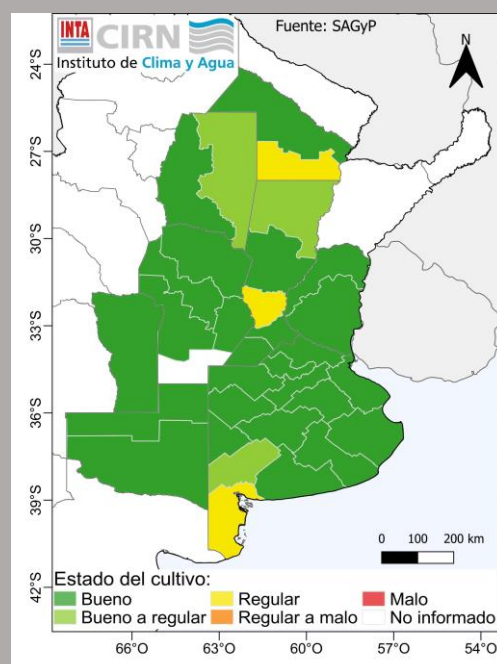 INTA CIRN
Instituto de Clima y Agua
Fuente: SAGyP
N
24°S
27°S
30°S
33°S
36°S
39°S
42°S
0 100 200 km
Estado del cultivo:
Bueno Regular Malo
Bueno a regular Regular a malo No informado
66°O 63°O 60°O 57°O 54°O